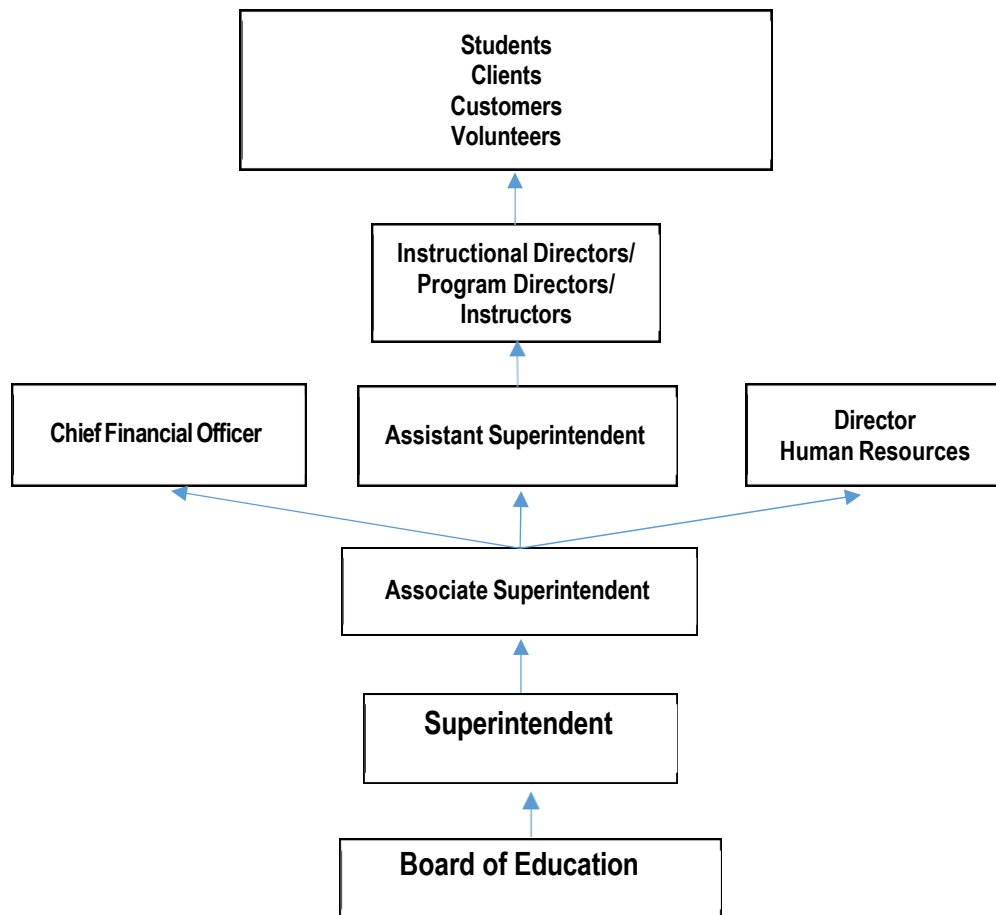 Students
Clients
Customers
Volunteers
Instructional Directors/
Program Directors/
Instructors
Chief Financial Officer
Assistant Superintendent
Director
Human Resources
Associate Superintendent
Superintendent
Board of Education